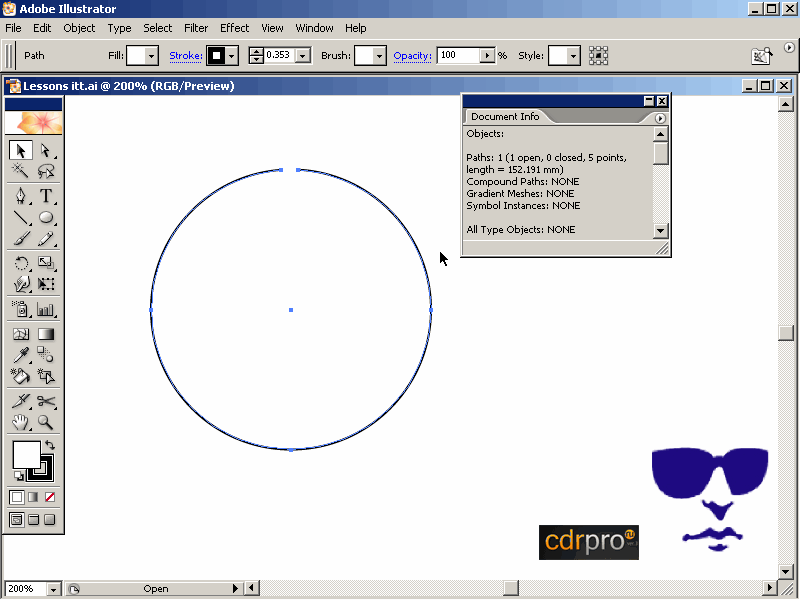 Adobe Illustrator
File Edit Object Type Select Filter Effect View Window Help
Path Fill: Stroke: 0.353 Brush: Opacity: 100 % Style:
Lessons itt.ai @ 200% (RGB/Preview)
Document Info
Objects:
Paths: 1 (1 open, 0 closed, 5 points,
length = 152.191 mm)
Compound Paths: NONE
Gradient Meshes: NONE
Symbol Instances: NONE
All Type Objects: NONE
T
cdrpro
ru
200% Open